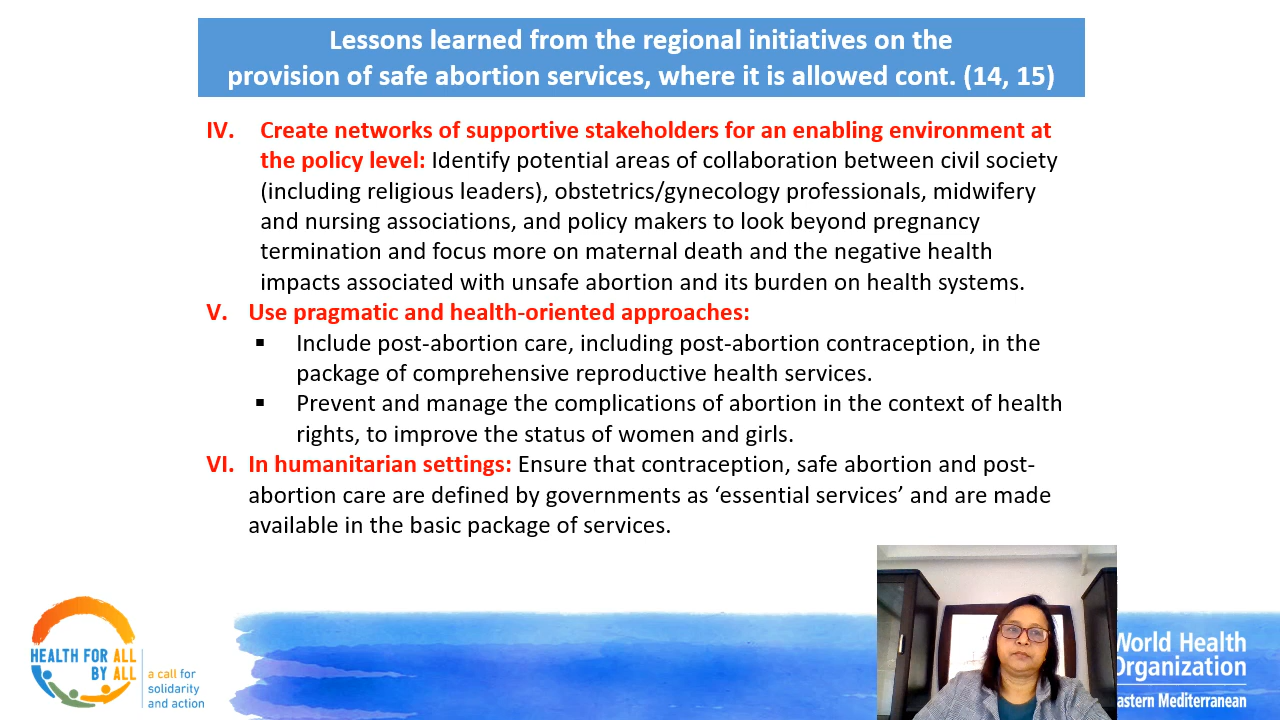 Lessons learned from the regional initiatives on the
provision of safe abortion services, where it is allowed cont. (14, 15)
IV. Create networks of supportive stakeholders for an enabling environment at
the policy level: Identify potential areas of collaboration between civil society
(including religious leaders), obstetrics/gynecology professionals, midwifery
and nursing associations, and policy makers to look beyond pregnancy
termination and focus more on maternal death and the negative health
impacts associated with unsafe abortion and its burden on health systems.
V. Use pragmatic and health-oriented approaches:
▪ Include post-abortion care, including post-abortion contraception, in the
package of comprehensive reproductive health services.
▪ Prevent and manage the complications of abortion in the context of health
rights, to improve the status of women and girls.
VI. In humanitarian settings: Ensure that contraception, safe abortion and post-
abortion care are defined by governments as ‘essential services’ and are made
available in the basic package of services.
HEALTH FOR ALL
BY ALL
a call for
solidarity
and action
World Health
Organization
astern Mediterranean